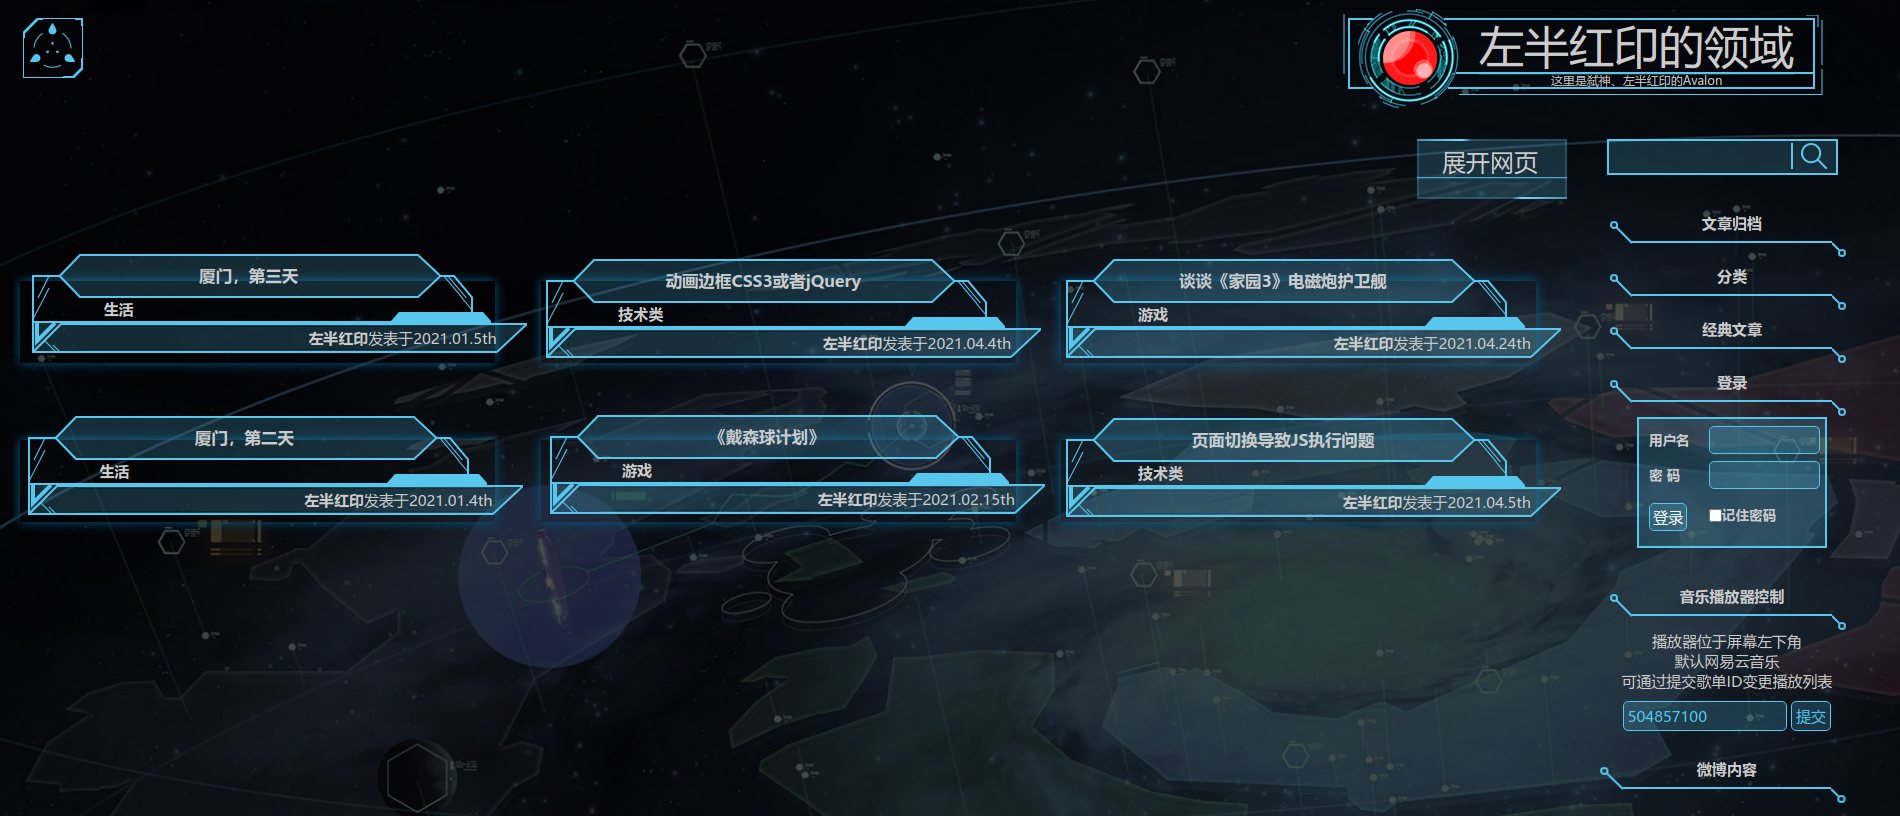 左半红印的领域
这里是弑神、左半红印的Avalon
展开网页
文章归档
分类
经典文章
登录
用户名
密 码
登录
记住密码
音乐播放器控制
播放器位于屏幕左下角
默认网易云音乐
可通过提交歌单ID变更播放列表
504857100
提交
微博内容
厦门，第三天
生活
左半红印发表于2021.01.5th
动画边框CSS3或者jQuery
技术类
左半红印发表于2021.04.4th
谈谈《家园3》电磁炮护卫舰
游戏
左半红印发表于2021.04.24th
厦门，第二天
生活
左半红印发表于2021.01.4th
《戴森球计划》
游戏
左半红印发表于2021.02.15th
页面切换导致JS执行问题
技术类
左半红印发表于2021.04.5th